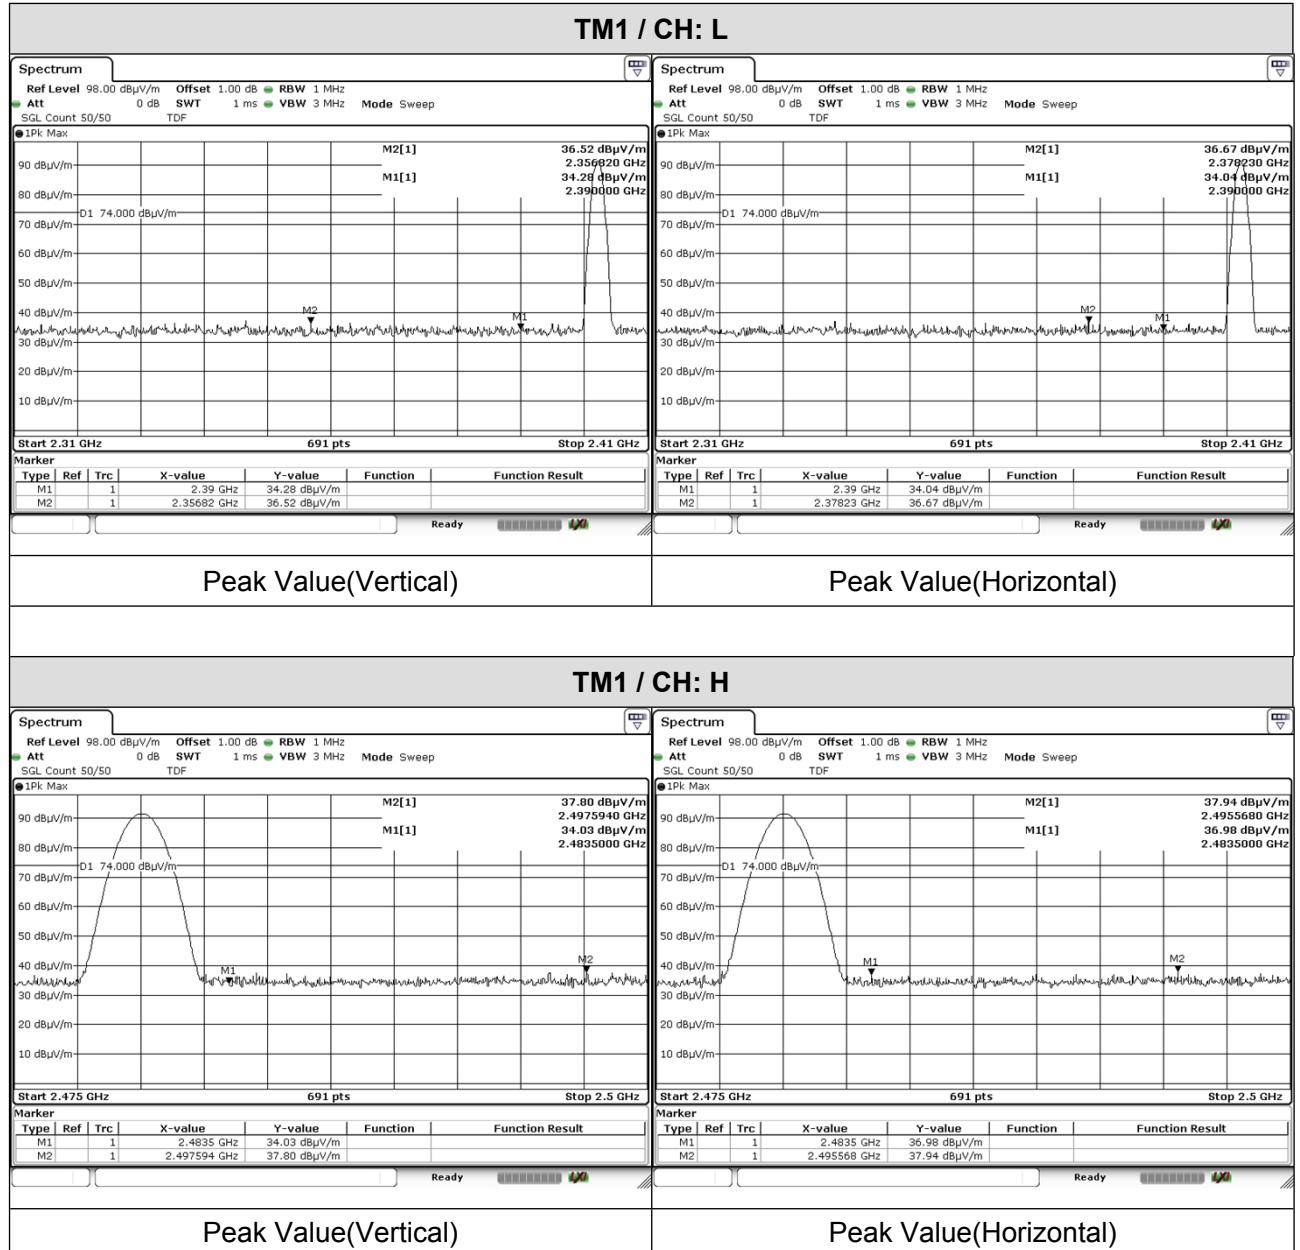 TM1 / CH: L
Spectrum
Ref Level 98.00 dBµV/m Offset 1.00 dB RBW 1 MHz
Att 0 dB SWT 1 ms VBW 3 MHz Mode Sweep
SGL Count 50/50 TDF
1Pk Max
M2[1] 36.52 dBµV/m
2.356820 GHz
M1[1] 34.28 dBµV/m
2.390000 GHz
90 dBµV/m
80 dBµV/m
D1 74.000 dBµV/m
70 dBµV/m
60 dBµV/m
50 dBµV/m
40 dBµV/m
M2
M1
30 dBµV/m
20 dBµV/m
10 dBµV/m
Start 2.31 GHz 691 pts Stop 2.41 GHz
Marker
Type Ref Trc X-value Y-value Function Function Result
M1 1 2.39 GHz 34.28 dBµV/m
M2 1 2.35682 GHz 36.52 dBµV/m
Ready LXI
Peak Value(Vertical)
Spectrum
Ref Level 98.00 dBµV/m Offset 1.00 dB RBW 1 MHz
Att 0 dB SWT 1 ms VBW 3 MHz Mode Sweep
SGL Count 50/50 TDF
1Pk Max
M2[1] 36.67 dBµV/m
2.378230 GHz
M1[1] 34.04 dBµV/m
2.390000 GHz
90 dBµV/m
80 dBµV/m
D1 74.000 dBµV/m
70 dBµV/m
60 dBµV/m
50 dBµV/m
40 dBµV/m
M2
M1
30 dBµV/m
20 dBµV/m
10 dBµV/m
Start 2.31 GHz 691 pts Stop 2.41 GHz
Marker
Type Ref Trc X-value Y-value Function Function Result
M1 1 2.39 GHz 34.04 dBµV/m
M2 1 2.37823 GHz 36.67 dBµV/m
Ready LXI
Peak Value(Horizontal)
TM1 / CH: H
Spectrum
Ref Level 98.00 dBµV/m Offset 1.00 dB RBW 1 MHz
Att 0 dB SWT 1 ms VBW 3 MHz Mode Sweep
SGL Count 50/50 TDF
1Pk Max
M2[1] 37.80 dBµV/m
2.4975940 GHz
M1[1] 34.03 dBµV/m
2.4835000 GHz
90 dBµV/m
80 dBµV/m
D1 74.000 dBµV/m
70 dBµV/m
60 dBµV/m
50 dBµV/m
40 dBµV/m
M1
M2
30 dBµV/m
20 dBµV/m
10 dBµV/m
Start 2.475 GHz 691 pts Stop 2.5 GHz
Marker
Type Ref Trc X-value Y-value Function Function Result
M1 1 2.4835 GHz 34.03 dBµV/m
M2 1 2.497594 GHz 37.80 dBµV/m
Ready LXI
Peak Value(Vertical)
Spectrum
Ref Level 98.00 dBµV/m Offset 1.00 dB RBW 1 MHz
Att 0 dB SWT 1 ms VBW 3 MHz Mode Sweep
SGL Count 50/50 TDF
1Pk Max
M2[1] 37.94 dBµV/m
2.4955680 GHz
M1[1] 36.98 dBµV/m
2.4835000 GHz
90 dBµV/m
80 dBµV/m
D1 74.000 dBµV/m
70 dBµV/m
60 dBµV/m
50 dBµV/m
40 dBµV/m
M1
M2
30 dBµV/m
20 dBµV/m
10 dBµV/m
Start 2.475 GHz 691 pts Stop 2.5 GHz
Marker
Type Ref Trc X-value Y-value Function Function Result
M1 1 2.4835 GHz 36.98 dBµV/m
M2 1 2.495568 GHz 37.94 dBµV/m
Ready LXI
Peak Value(Horizontal)